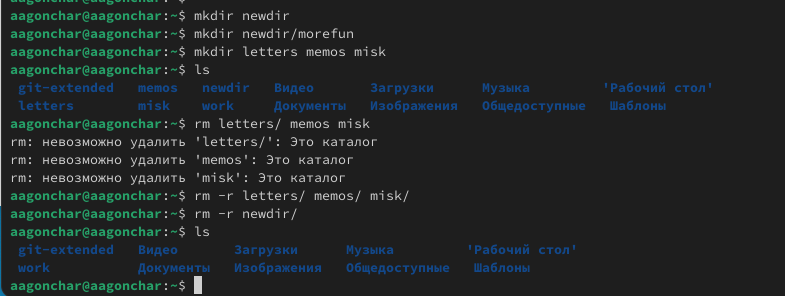 aagonchar@aagonchar:~$ mkdir newdir
aagonchar@aagonchar:~$ mkdir newdir/morefun
aagonchar@aagonchar:~$ mkdir letters memos misk
aagonchar@aagonchar:~$ ls
git-extended memos newdir Видео Загрузки Музыка 'Рабочий стол'
letters misk work Документы Изображения Общедоступные Шаблоны
aagonchar@aagonchar:~$ rm letters/ memos misk
rm: невозможно удалить 'letters/': Это каталог
rm: невозможно удалить 'memos': Это каталог
rm: невозможно удалить 'misk': Это каталог
aagonchar@aagonchar:~$ rm -r letters/ memos/ misk/
aagonchar@aagonchar:~$ rm -r newdir/
aagonchar@aagonchar:~$ ls
git-extended Видео Загрузки Музыка 'Рабочий стол'
work Документы Изображения Общедоступные Шаблоны
aagonchar@aagonchar:~$